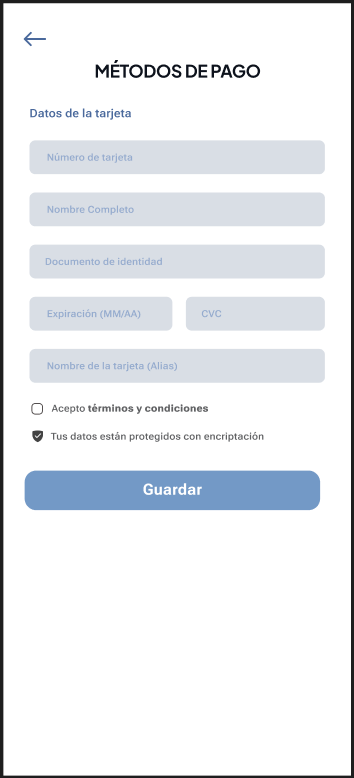 MÉTODOS DE PAGO
Datos de la tarjeta
Número de tarjeta
Nombre Completo
Documento de identidad
Expiración (MM/AA)
CVC
Nombre de la tarjeta (Alias)
Acepto términos y condiciones
Tus datos están protegidos con encriptación
Guardar